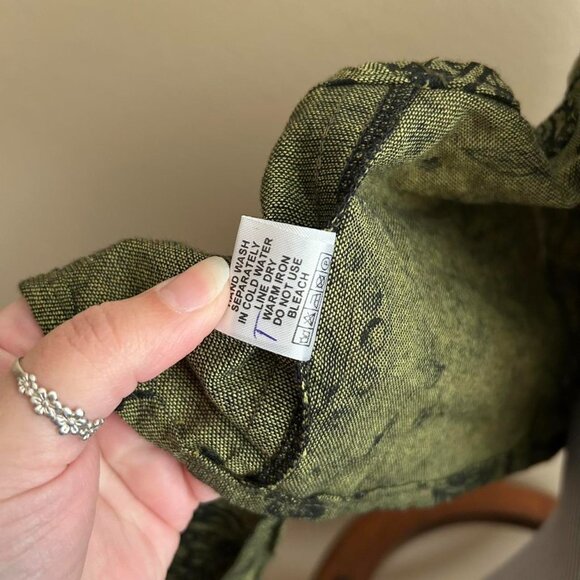 HAND WASH
SEPARATELY
IN COLD WATER
LINE DRY
WARM IRON
DO NOT USE
BLEACH